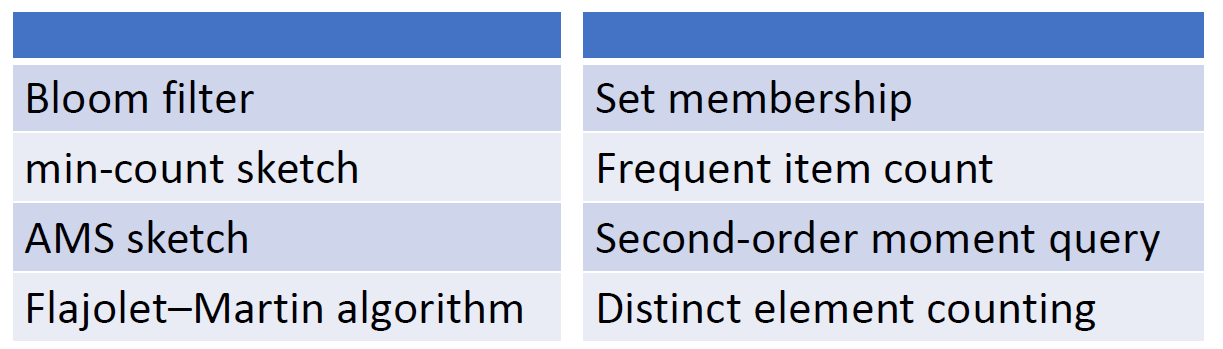 Bloom filter
Set membership
min-count sketch
Frequent item count
AMS sketch
Second-order moment query
Flajolet–Martin algorithm
Distinct element counting